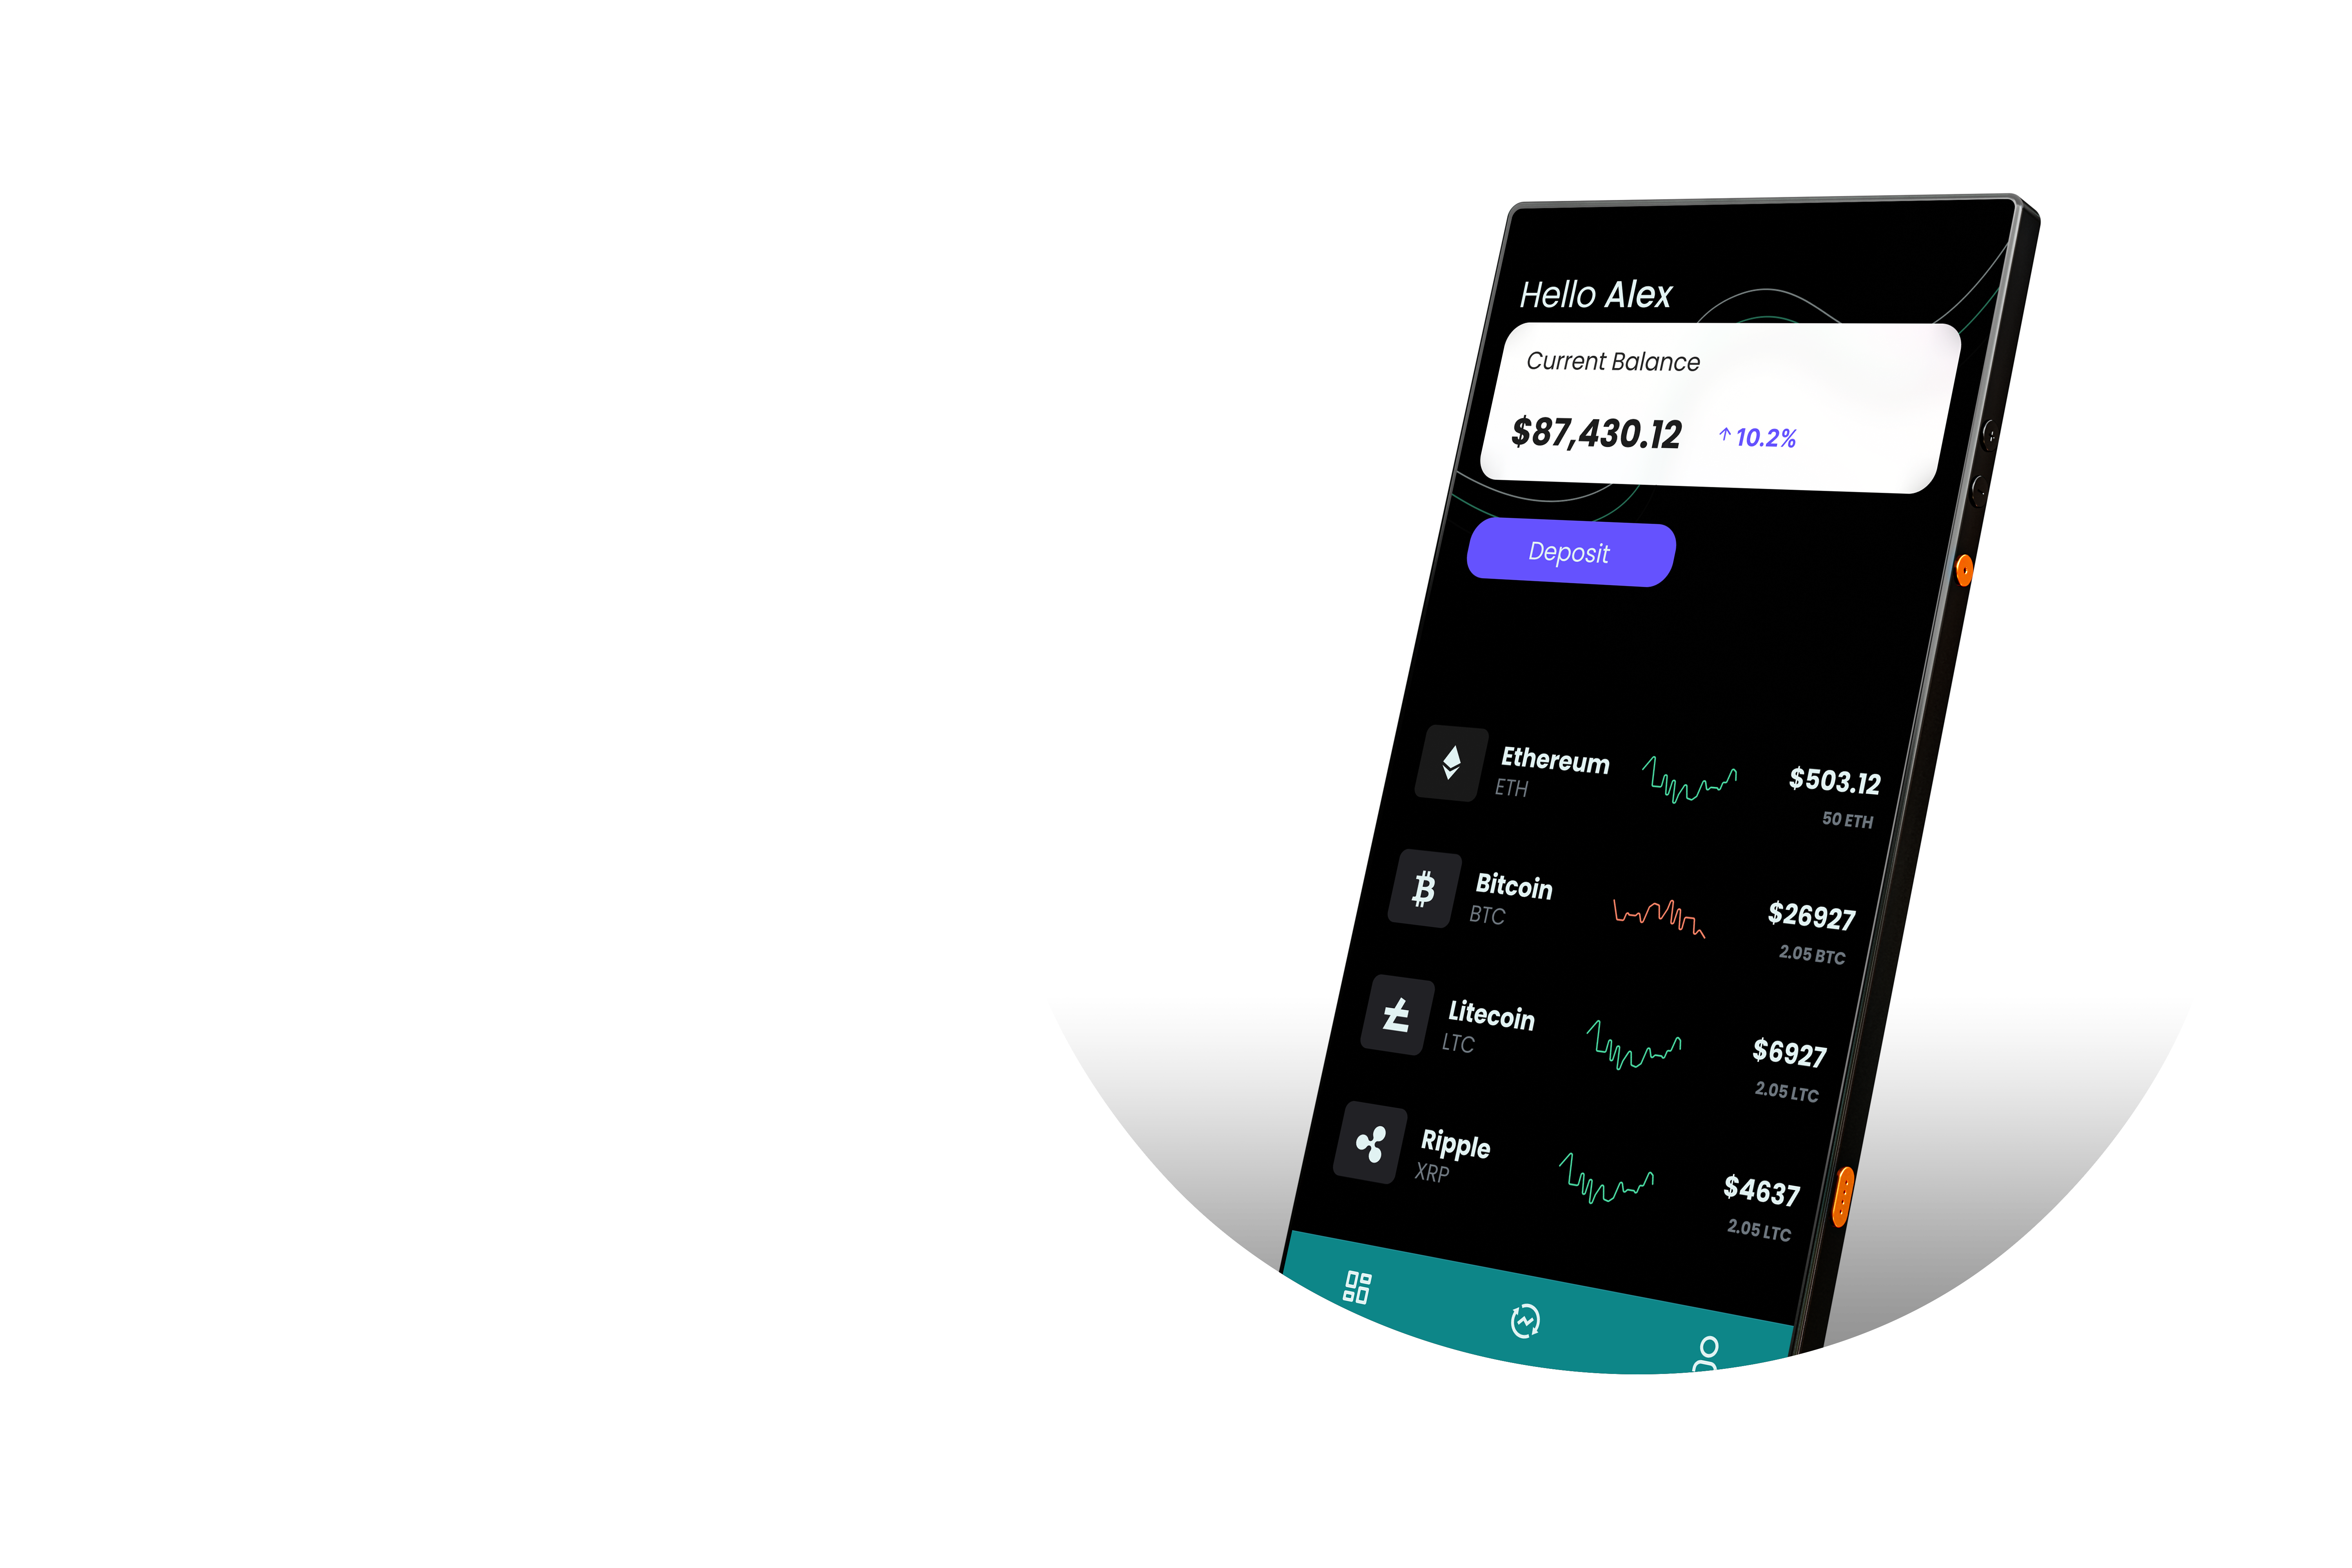 Hello Alex
Current Balance
$87,430.12 ↑ 10.2%
Deposit
Ethereum $503.12
ETH 50 ETH
Bitcoin $26927
BTC 2.05 BTC
Litecoin $6927
LTC 2.05 LTC
Ripple $4637
XRP 2.05 LTC